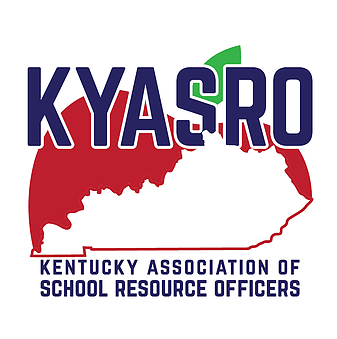 KYASRO
KENTUCKY ASSOCIATION OF
SCHOOL RESOURCE OFFICERS